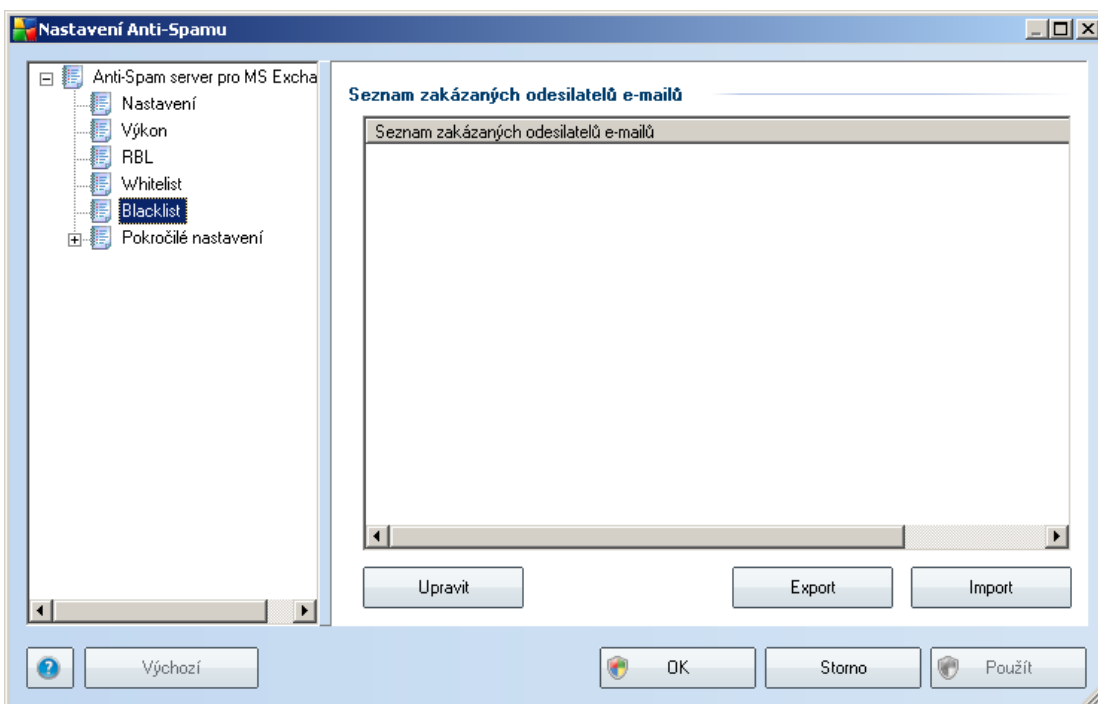 Nastavení Anti-Spamu
Anti-Spam server pro MS Excha
Nastavení
Výkon
RBL
Whitelist
Blacklist
Pokročilé nastavení
Seznam zakázaných odesilatelů e-mailů
Seznam zakázaných odesilatelů e-mailů
Upravit
Export
Import
Výchozí
OK
Storno
Použít